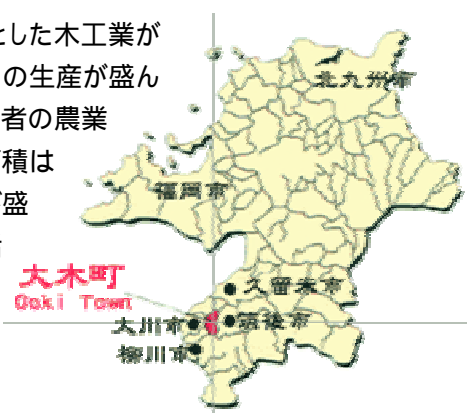 とした木工業が
の生産が盛ん
者の農業
積は
盛
北九州市
福岡市
大木町
Ooki Town
久留米市
大川市
筑後市
柳川市